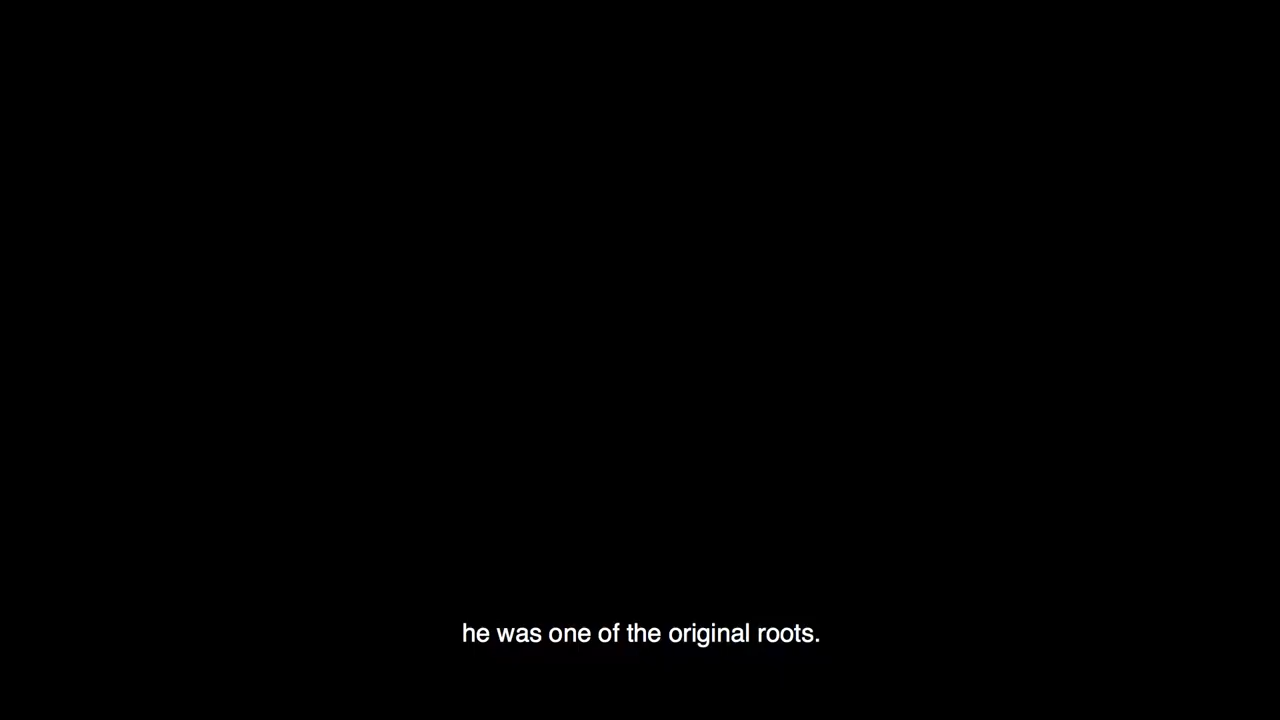 he was one of the original roots.